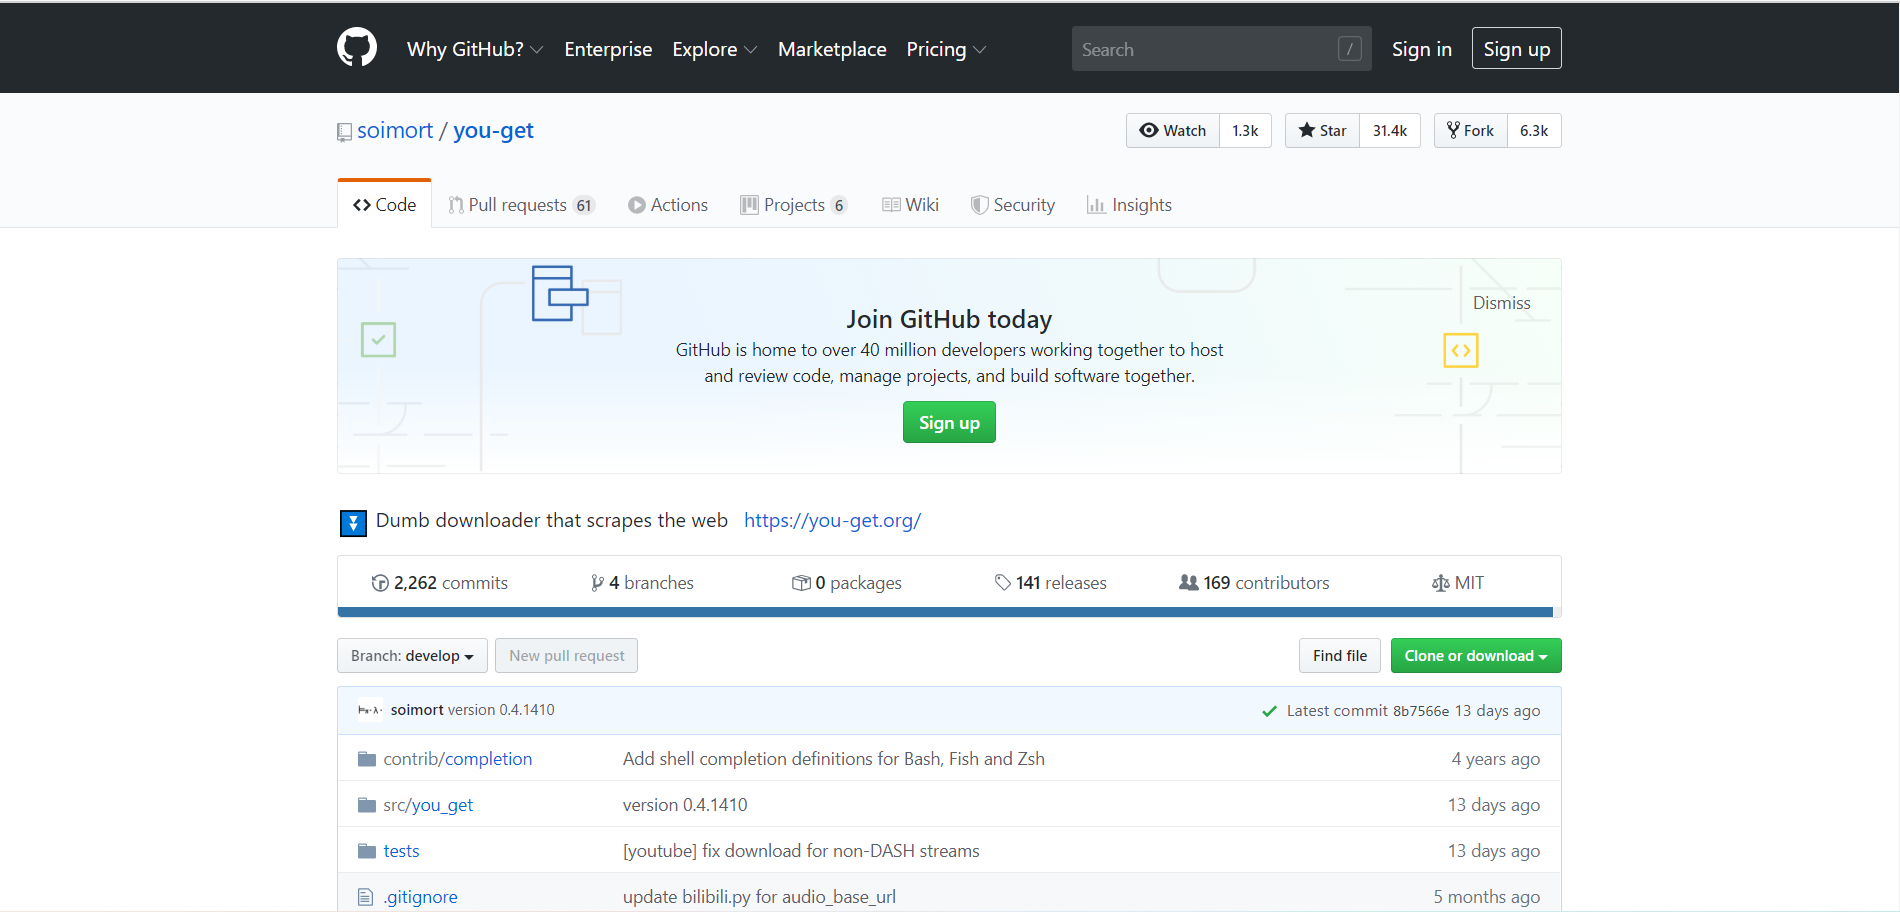 Why GitHub? Enterprise Explore Marketplace Pricing Search / Sign in Sign up
soimort / you-get Watch 1.3k Star 31.4k Fork 6.3k
Code Pull requests 61 Actions Projects 6 Wiki Security Insights
Dismiss
Join GitHub today
GitHub is home to over 40 million developers working together to host
and review code, manage projects, and build software together.
Sign up
Dumb downloader that scrapes the web https://you-get.org/
2,262 commits 4 branches 0 packages 141 releases 169 contributors MIT
Branch: develop New pull request Find file Clone or download
soimort version 0.4.1410 Latest commit 8b7566e 13 days ago
contrib/completion Add shell completion definitions for Bash, Fish and Zsh 4 years ago
src/you_get version 0.4.1410 13 days ago
tests [youtube] fix download for non-DASH streams 13 days ago
.gitignore update bilibili.py for audio_base_url 5 months ago